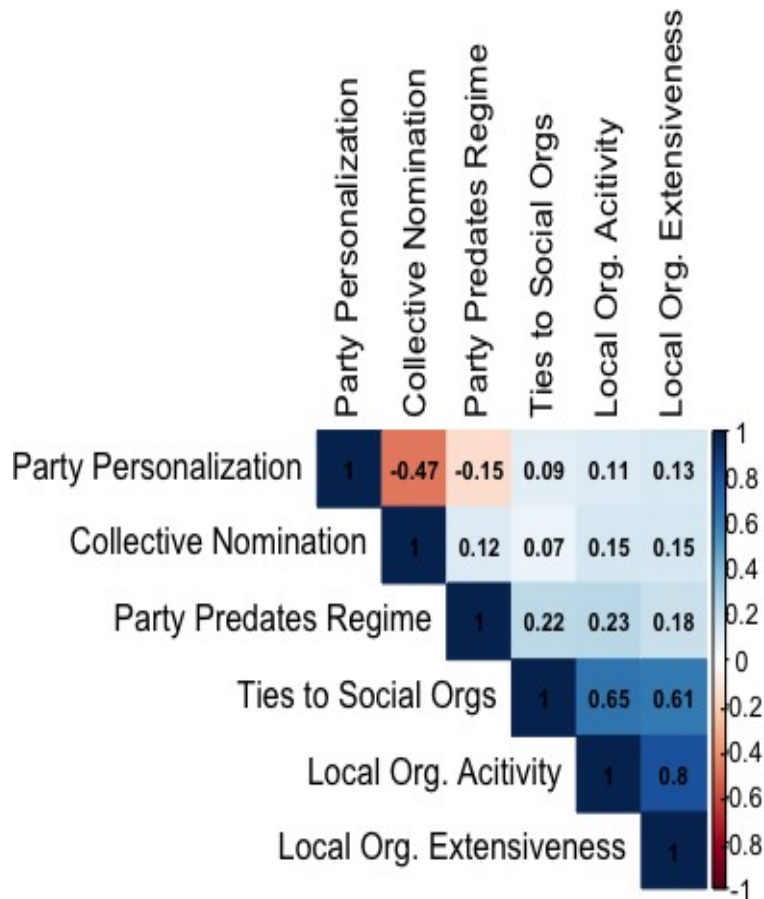 Party Personalization
Collective Nomination
Party Predates Regime
Ties to Social Orgs
Local Org. Acitivity
Local Org. Extensiveness
Party Personalization 1 -0.47 -0.15 0.09 0.11 0.13
Collective Nomination 1 0.12 0.07 0.15 0.15
Party Predates Regime 1 0.22 0.23 0.18
Ties to Social Orgs 1 0.65 0.61
Local Org. Acitivity 1 0.8
Local Org. Extensiveness 1
1
0.8
0.6
0.4
0.2
0
-0.2
-0.4
-0.6
-0.8
-1